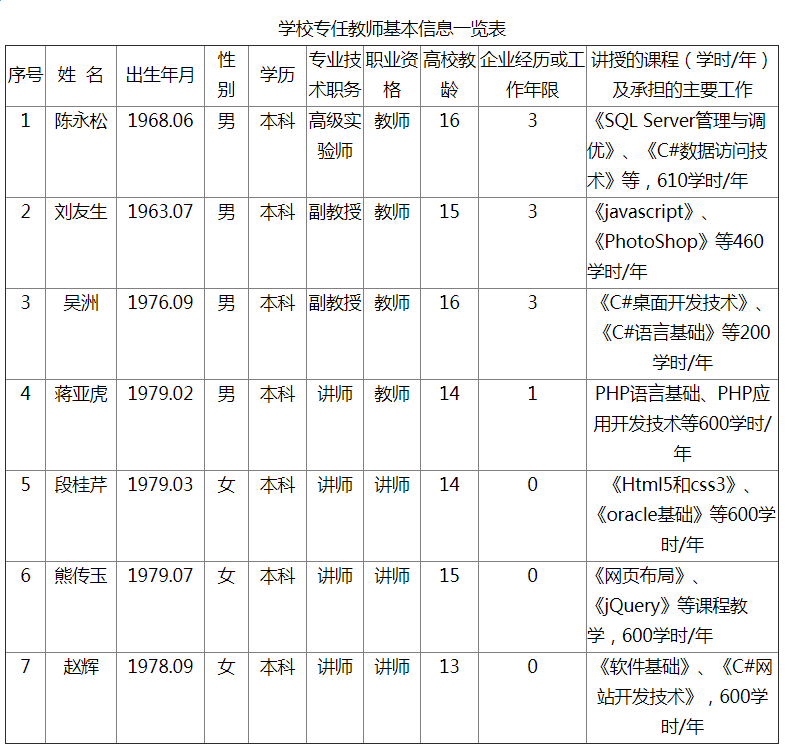 学校专任教师基本信息一览表
序号 姓 名 出生年月 性别 学历 专业技术职务 职业资格 高校教龄 企业经历或工作年限 讲授的课程（学时/年）及承担的主要工作
1 陈永松 1968.06 男 本科 高级实验师 教师 16 3 《SQL Server管理与调优》、《C#数据访问技术》等，610学时/年
2 刘友生 1963.07 男 本科 副教授 教师 15 3 《javascript》、《PhotoShop》等460学时/年
3 吴洲 1976.09 男 本科 副教授 教师 16 3 《C#桌面开发技术》、《C#语言基础》等200学时/年
4 蒋亚虎 1979.02 男 本科 讲师 教师 14 1 PHP语言基础、PHP应用开发技术等600学时/年
5 段桂芹 1979.03 女 本科 讲师 讲师 14 0 《Html5和css3》、《oracle基础》等600学时/年
6 熊传玉 1979.07 女 本科 讲师 讲师 15 0 《网页布局》、《jQuery》等课程教学，600学时/年
7 赵辉 1978.09 女 本科 讲师 讲师 13 0 《软件基础》、《C#网站开发技术》，600学时/年